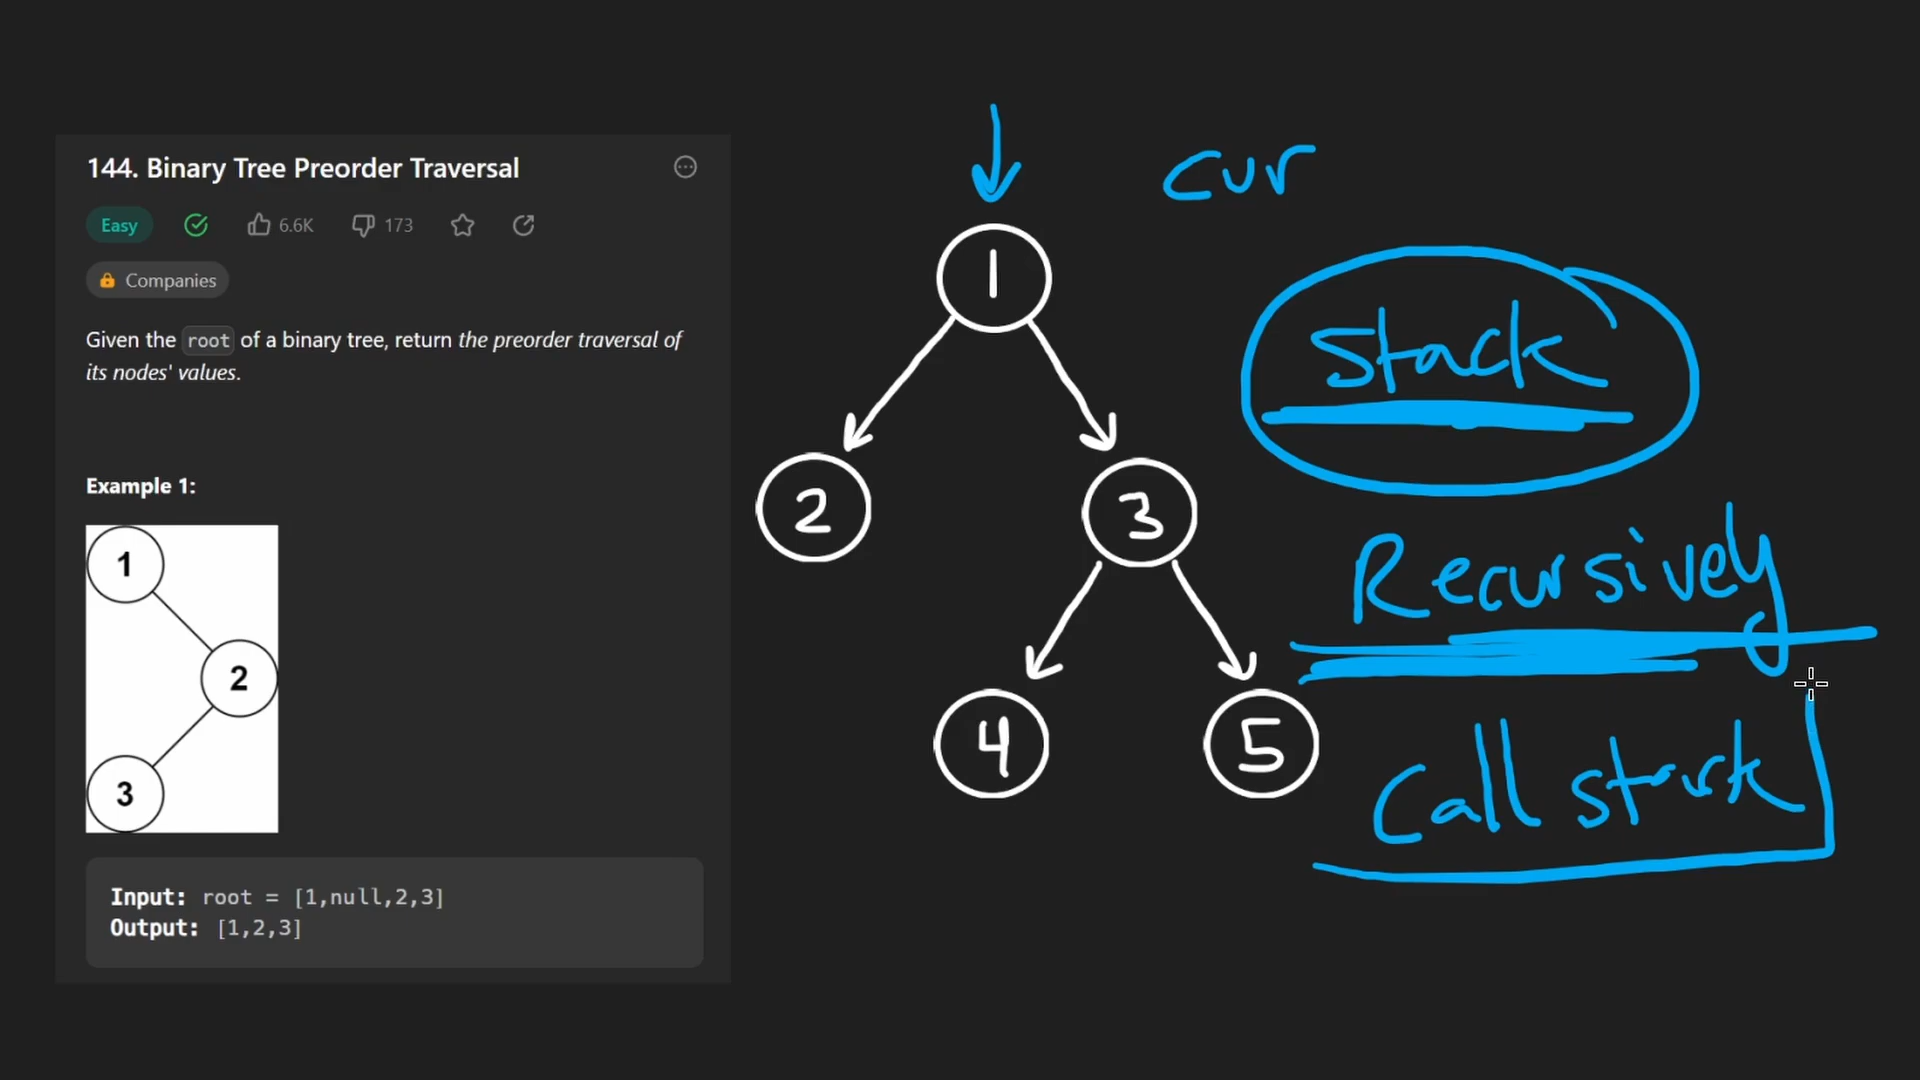 144. Binary Tree Preorder Traversal
Easy
6.6K
173
Companies
Given the root of a binary tree, return the preorder traversal of
its nodes' values.
Example 1:
1
2
3
Input: root = [1,null,2,3]
Output: [1,2,3]
cur
1
2
3
4
5
Stack
Recursively
Call stack